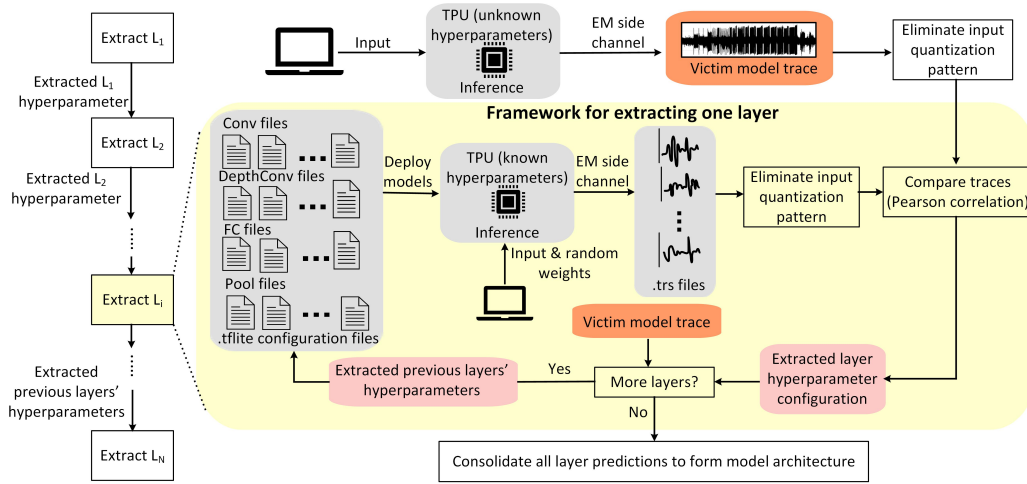 Extract L1
Extracted L1
hyperparameter
Extract L2
Extracted L2
hyperparameter
Extract Li
Extracted
previous layers'
hyperparameters
Extract LN
Input
TPU (unknown
hyperparameters)
Inference
EM side
channel
Victim model trace
Eliminate input
quantization
pattern
Framework for extracting one layer
Conv files
DepthConv files
FC files
Pool files
.tflite configuration files
Deploy
models
TPU (known
hyperparameters)
Inference
Input & random
weights
EM side
channel
.trs files
Eliminate input
quantization
pattern
Compare traces
(Pearson correlation)
Victim model trace
Extracted previous layers'
hyperparameters
Yes
More layers?
No
Extracted layer
hyperparameter
configuration
Consolidate all layer predictions to form model architecture